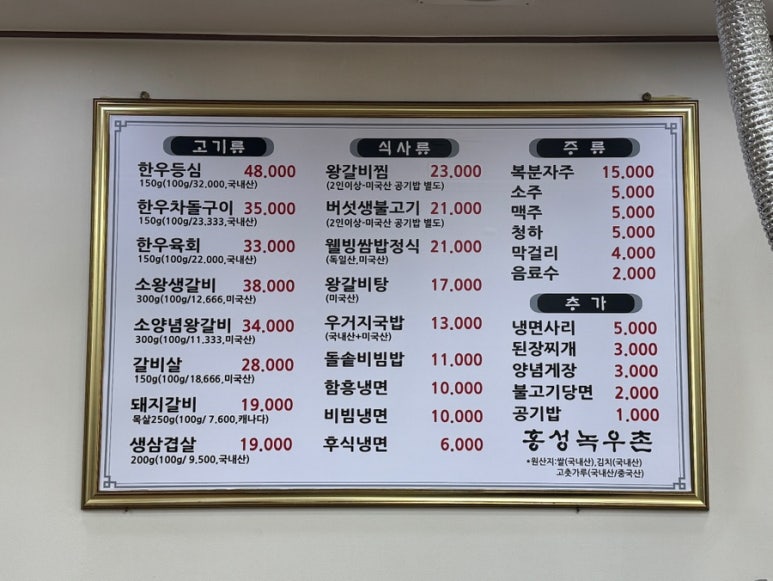 고기류
한우등심 48,000
150g(100g/32,000,국내산)
한우차돌구이 35,000
150g(100g/23,333,국내산)
한우육회 33,000
150g(100g/22,000,국내산)
소왕생갈비 38,000
300g(100g/12,666,미국산)
소양념왕갈비 34,000
300g(100g/11,333,미국산)
갈비살 28,000
150g(100g/18,666,미국산)
돼지갈비 19,000
목살250g(100g/ 7,600,캐나다)
생삼겹살 19,000
200g(100g/ 9,500,국내산)
식사류
왕갈비찜 23,000
(2인이상-미국산 공기밥 별도)
버섯생불고기 21,000
(2인이상-미국산 공기밥 별도)
웰빙쌈밥정식 21,000
(독일산,미국산)
왕갈비탕 17,000
(미국산)
우거지국밥 13,000
(국내산+미국산)
돌솥비빔밥 11,000
함흥냉면 10,000
비빔냉면 10,000
후식냉면 6,000
주류
복분자주 15,000
소주 5,000
맥주 5,000
청하 5,000
막걸리 4,000
음료수 2,000
추가
냉면사리 5,000
된장찌개 3,000
양념게장 3,000
불고기당면 2,000
공기밥 1,000
홍성녹우촌
*원산지:쌀(국내산),김치(국내산)
고춧가루(국내산/중국산)